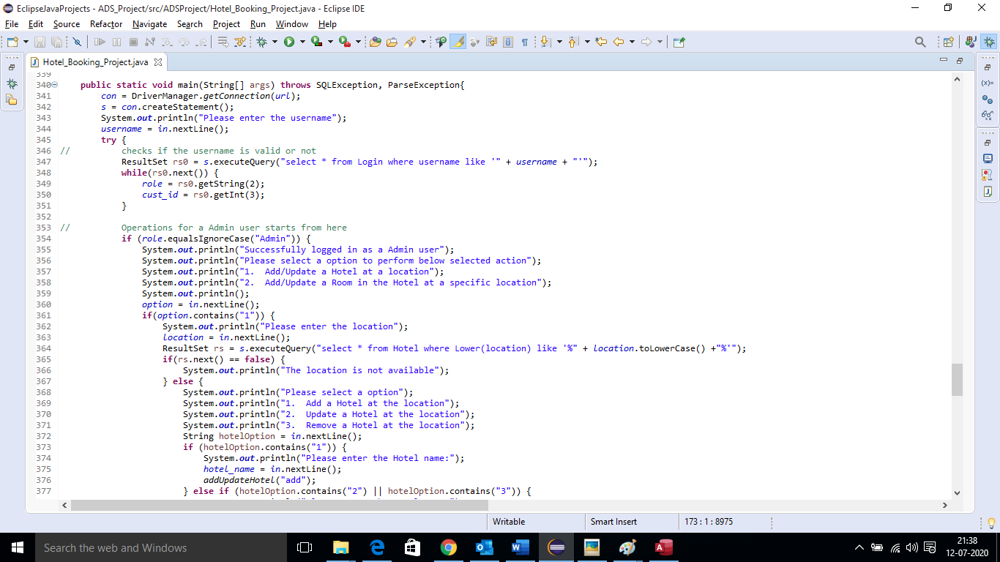 EclipseJavaProjects - ADS_Project/src/ADSProject/Hotel_Booking_Project.java - Eclipse IDE
File Edit Source Refactor Navigate Search Project Run Window Help
Hotel_Booking_Project.java
339
340 public static void main(String[] args) throws SQLException, ParseException{
341 con = DriverManager.getConnection(url);
342 s = con.createStatement();
343 System.out.println("Please enter the username");
344 username = in.nextLine();
345 try {
346 // checks if the username is valid or not
347 ResultSet rs0 = s.executeQuery("select * from Login where username like '" + username + "'");
348 while(rs0.next()) {
349 role = rs0.getString(2);
350 cust_id = rs0.getInt(3);
351 }
352
353 // Operations for a Admin user starts from here
354 if (role.equalsIgnoreCase("Admin")) {
355 System.out.println("Successfully logged in as a Admin user");
356 System.out.println("Please select a option to perform below selected action");
357 System.out.println("1.  Add/Update a Hotel at a location");
358 System.out.println("2.  Add/Update a Room in the Hotel at a specific location");
359 System.out.println();
360 option = in.nextLine();
361 if(option.contains("1")) {
362 System.out.println("Please enter the location");
363 location = in.nextLine();
364 ResultSet rs = s.executeQuery("select * from Hotel where Lower(location) like '%" + location.toLowerCase() +"%'");
365 if(rs.next() == false) {
366 System.out.println("The location is not available");
367 } else {
368 System.out.println("Please select a option");
369 System.out.println("1.  Add a Hotel at the location");
370 System.out.println("2.  Update a Hotel at the location");
371 System.out.println("3.  Remove a Hotel at the location");
372 String hotelOption = in.nextLine();
373 if (hotelOption.contains("1")) {
374 System.out.println("Please enter the Hotel name:");
375 hotel_name = in.nextLine();
376 addUpdateHotel("add");
377 } else if (hotelOption.contains("2") || hotelOption.contains("3")) {
Writable Smart Insert 173 : 1 : 8975
Search the web and Windows
21:38
12-07-2020